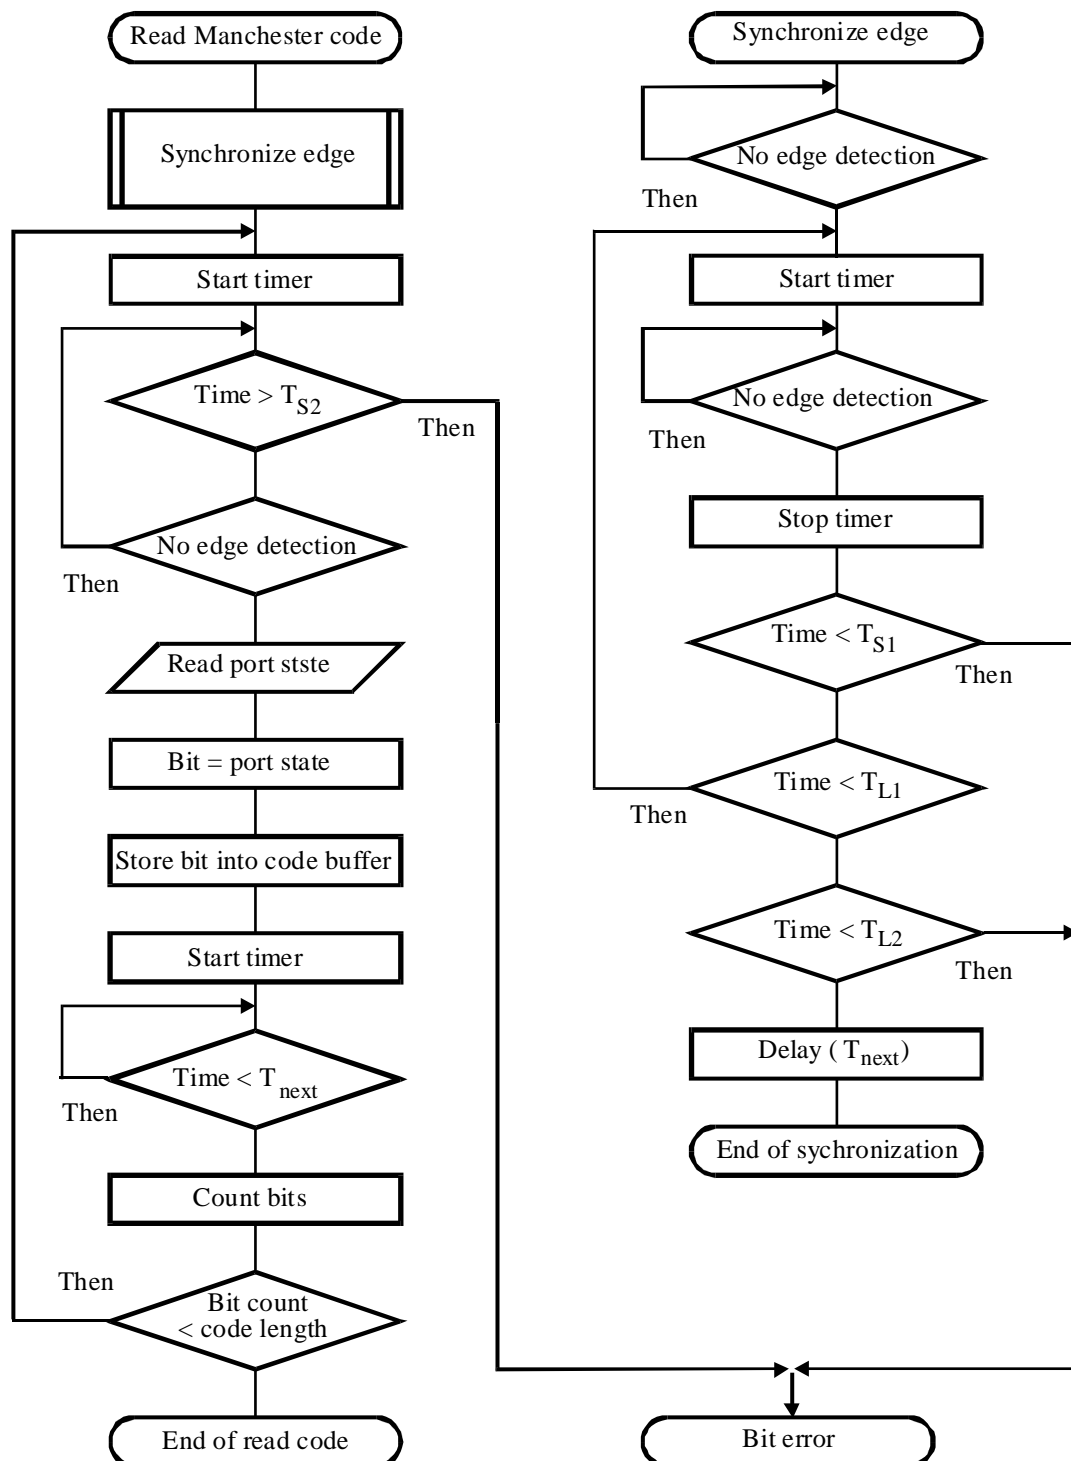 Read Manchester code
Synchronize edge
Start timer
Time > TS2
Then
No edge detection
Then
Read port stste
Bit = port state
Store bit into code buffer
Start timer
Time < Tnext
Then
Count bits
Then
Bit count
< code length
End of read code
Synchronize edge
No edge detection
Then
Start timer
No edge detection
Then
Stop timer
Time < TS1
Then
Time < TL1
Then
Time < TL2
Then
Delay ( Tnext)
End of sychronization
Bit error